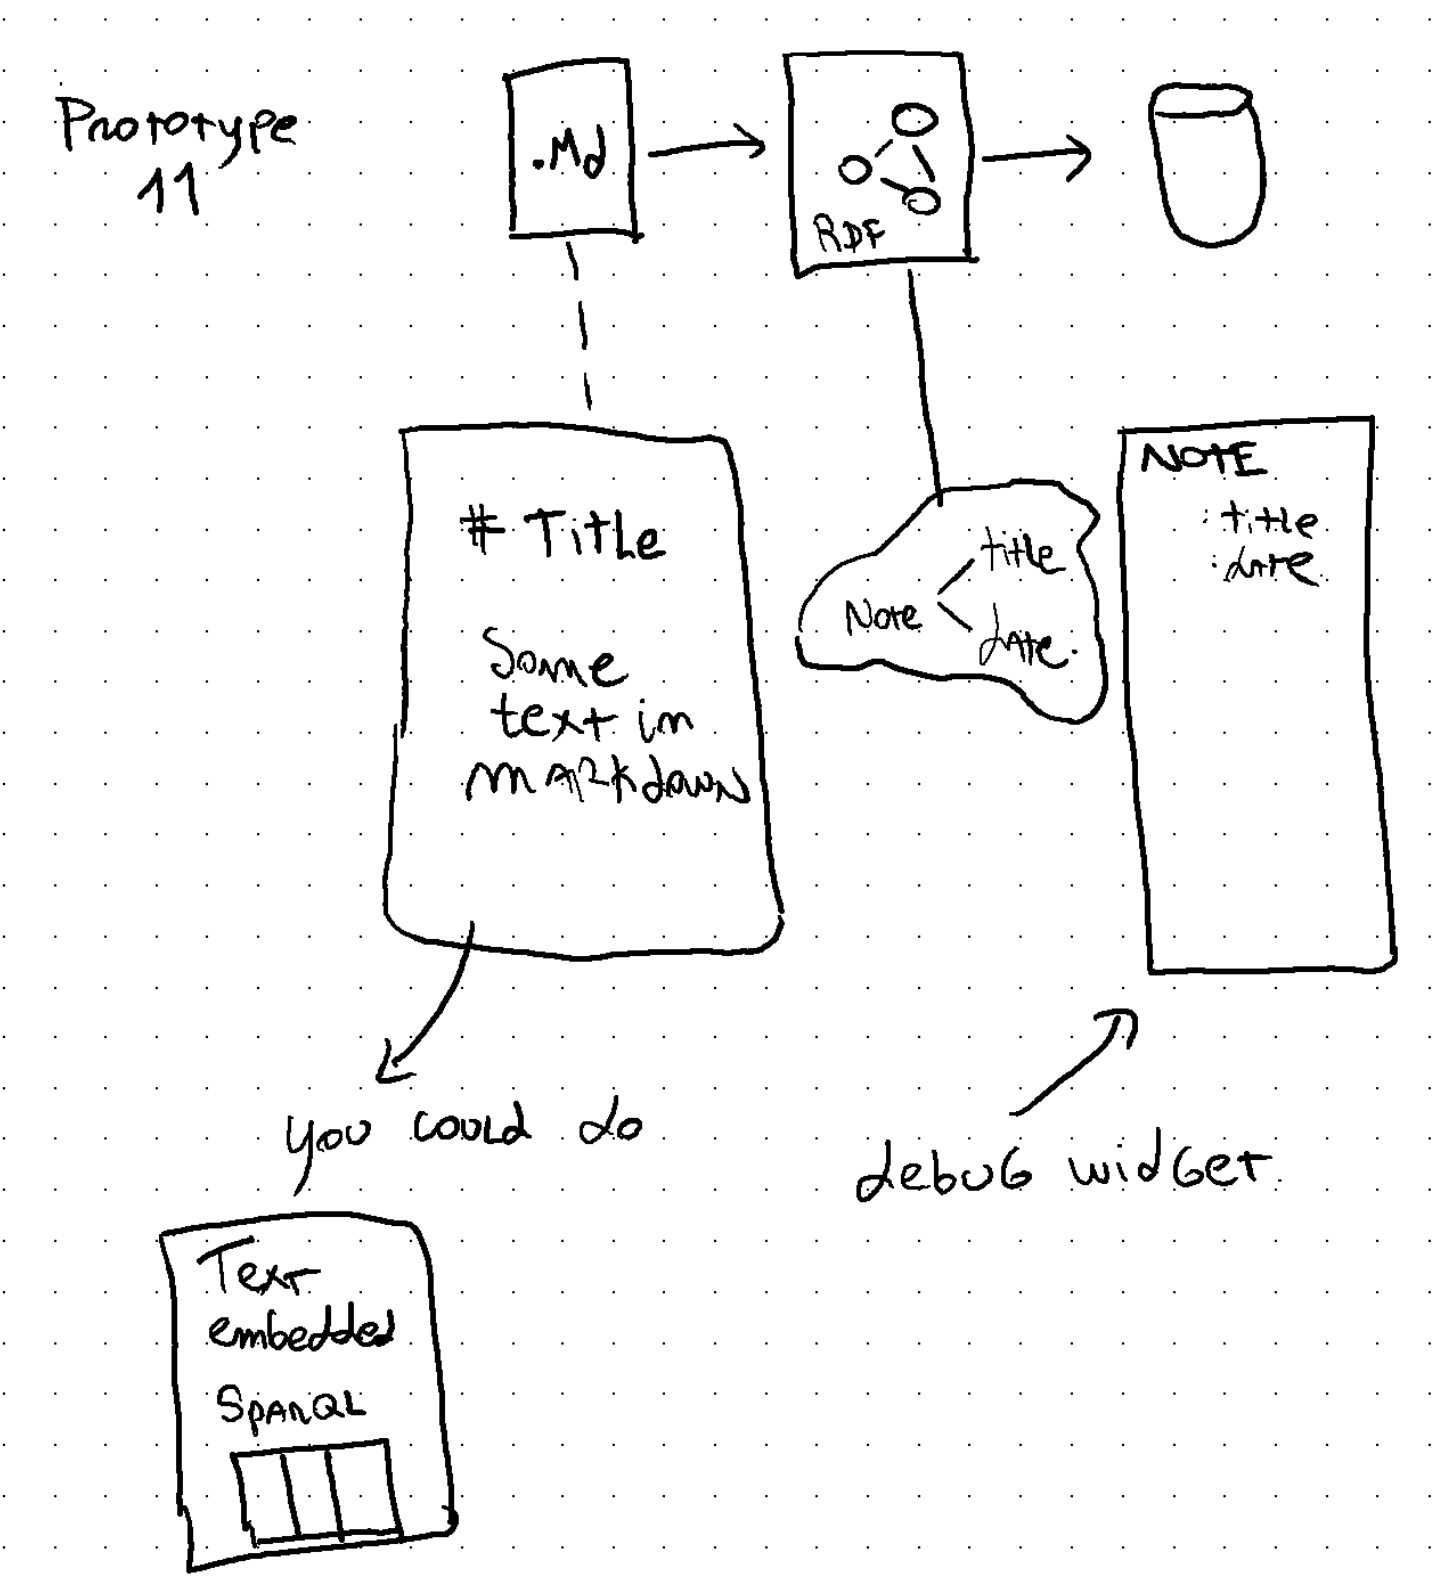 Prototype
11
.Md
RDF
# Title
Some
text in
markdown
Note
title
date.
NOTE
: title
: date
you could do
debug widget
Text
embedded
SparQL